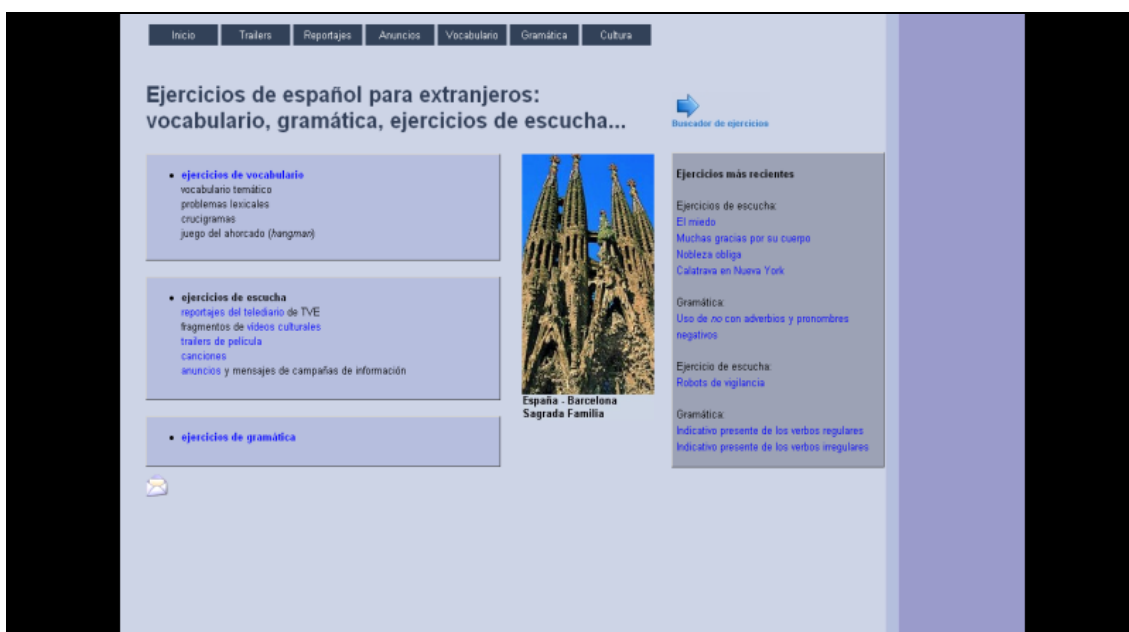 Inicio Trailers Reportajes Anuncios Vocabulario Gramática Cultura
Ejercicios de español para extranjeros:
vocabulario, gramática, ejercicios de escucha...
Buscador de ejercicios
• ejercicios de vocabulario
vocabulario temático
problemas lexicales
crucigramas
juego del ahorcado (hangman)
• ejercicios de escucha
reportajes del telediario de TVE
fragmentos de vídeos culturales
trailers de película
canciones
anuncios y mensajes de campañas de información
• ejercicios de gramática
España - Barcelona
Sagrada Familia
Ejercicios más recientes
Ejercicios de escucha:
El miedo
Muchas gracias por su cuerpo
Nobleza obliga
Calatrava en Nueva York
Gramática:
Uso de no con adverbios y pronombres
negativos
Ejercicio de escucha:
Robots de vigilancia
Gramática:
Indicativo presente de los verbos regulares
Indicativo presente de los verbos irregulares